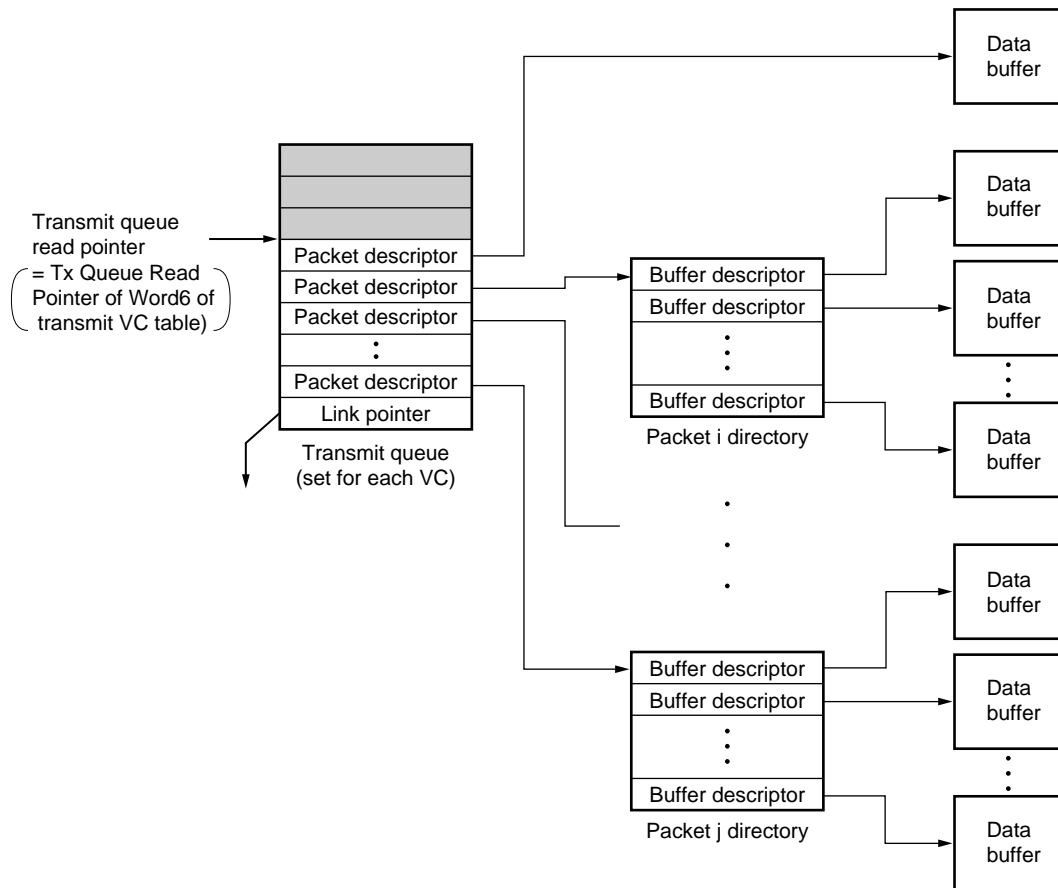 Data
buffer
Data
buffer
Transmit queue
read pointer
= Tx Queue Read
Pointer of Word6 of
transmit VC table)
Packet descriptor
Packet descriptor
Packet descriptor
Packet descriptor
Link pointer
Transmit queue
(set for each VC)
Buffer descriptor
Buffer descriptor
Buffer descriptor
Packet i directory
Data
buffer
Data
buffer
Data
buffer
Buffer descriptor
Buffer descriptor
Buffer descriptor
Packet j directory
Data
buffer
Data
buffer